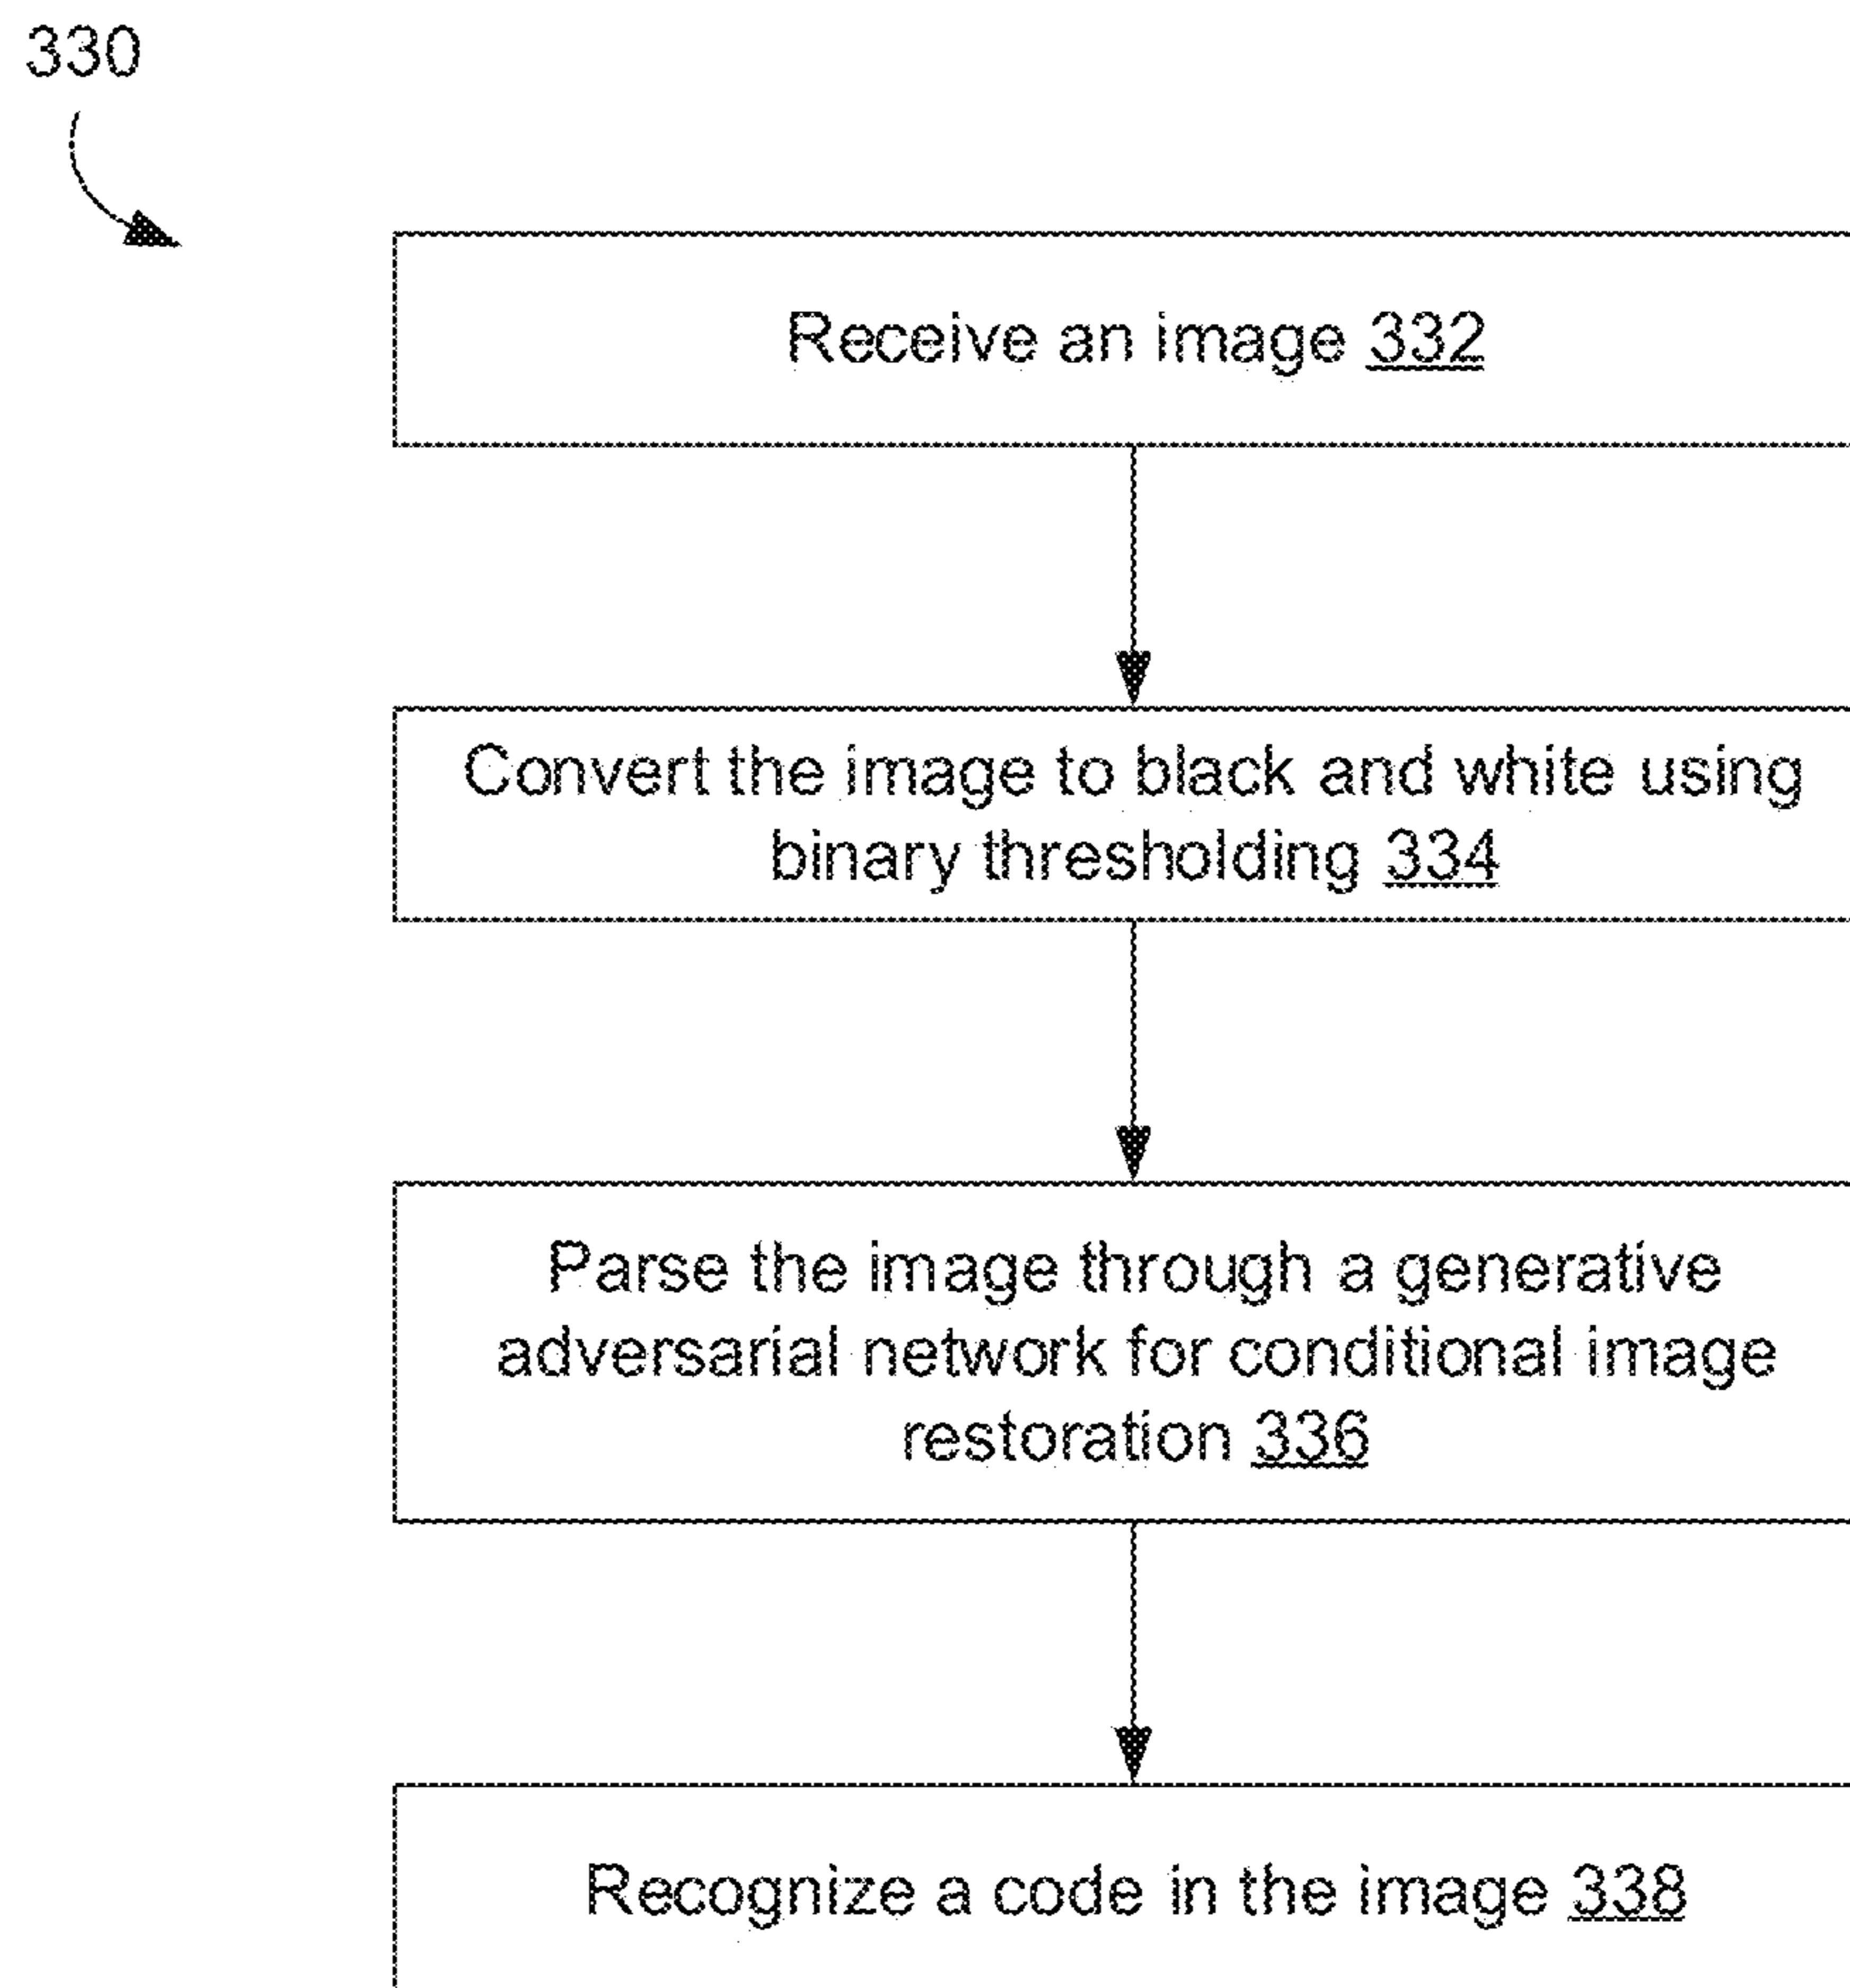 330
Receive an image 332
Convert the image to black and white using
binary thresholding 334
Parse the image through a generative
adversarial network for conditional image
restoration 336
Recognize a code in the image 338